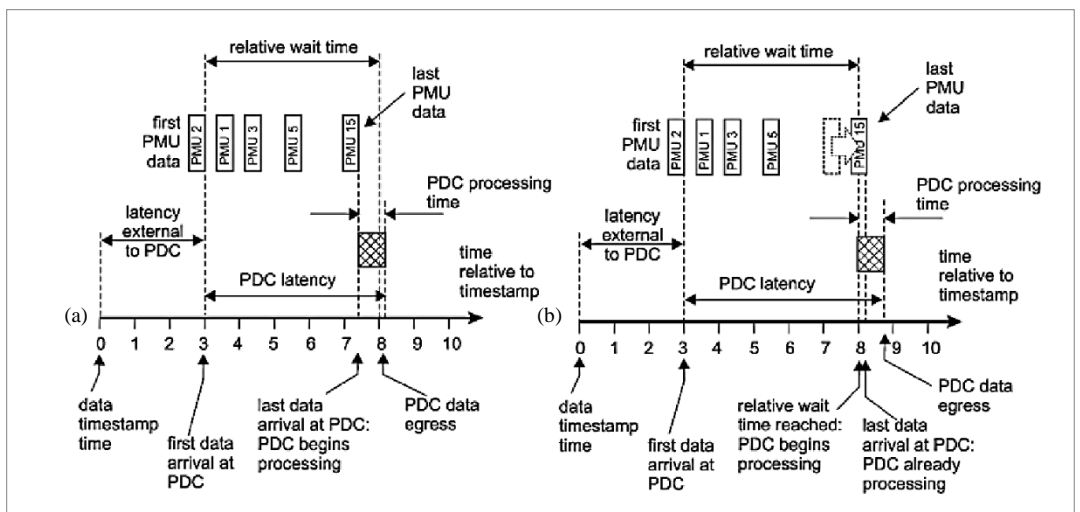 relative wait time
last
PMU
data
first
PMU
data
PMU 2
PMU 1
PMU 3
PMU 5
PMU 15
PDC processing
time
latency
external
to PDC
time
relative to
timestamp
PDC latency
(a)
0 1 2 3 4 5 6 7 8 9 10
data
timestamp
time
first data
arrival at
PDC
last data
arrival at PDC:
PDC begins
processing
PDC data
egress
relative wait time
last
PMU
data
first
PMU
data
PMU 2
PMU 1
PMU 3
PMU 5
PMU 15
PDC processing
time
latency
external
to PDC
time
relative to
timestamp
PDC latency
(b)
0 1 2 3 4 5 6 7 8 9 10
data
timestamp
time
first data
arrival at
PDC
relative wait
time reached:
PDC begins
processing
last data
arrival at PDC:
PDC already
processing
PDC data
egress